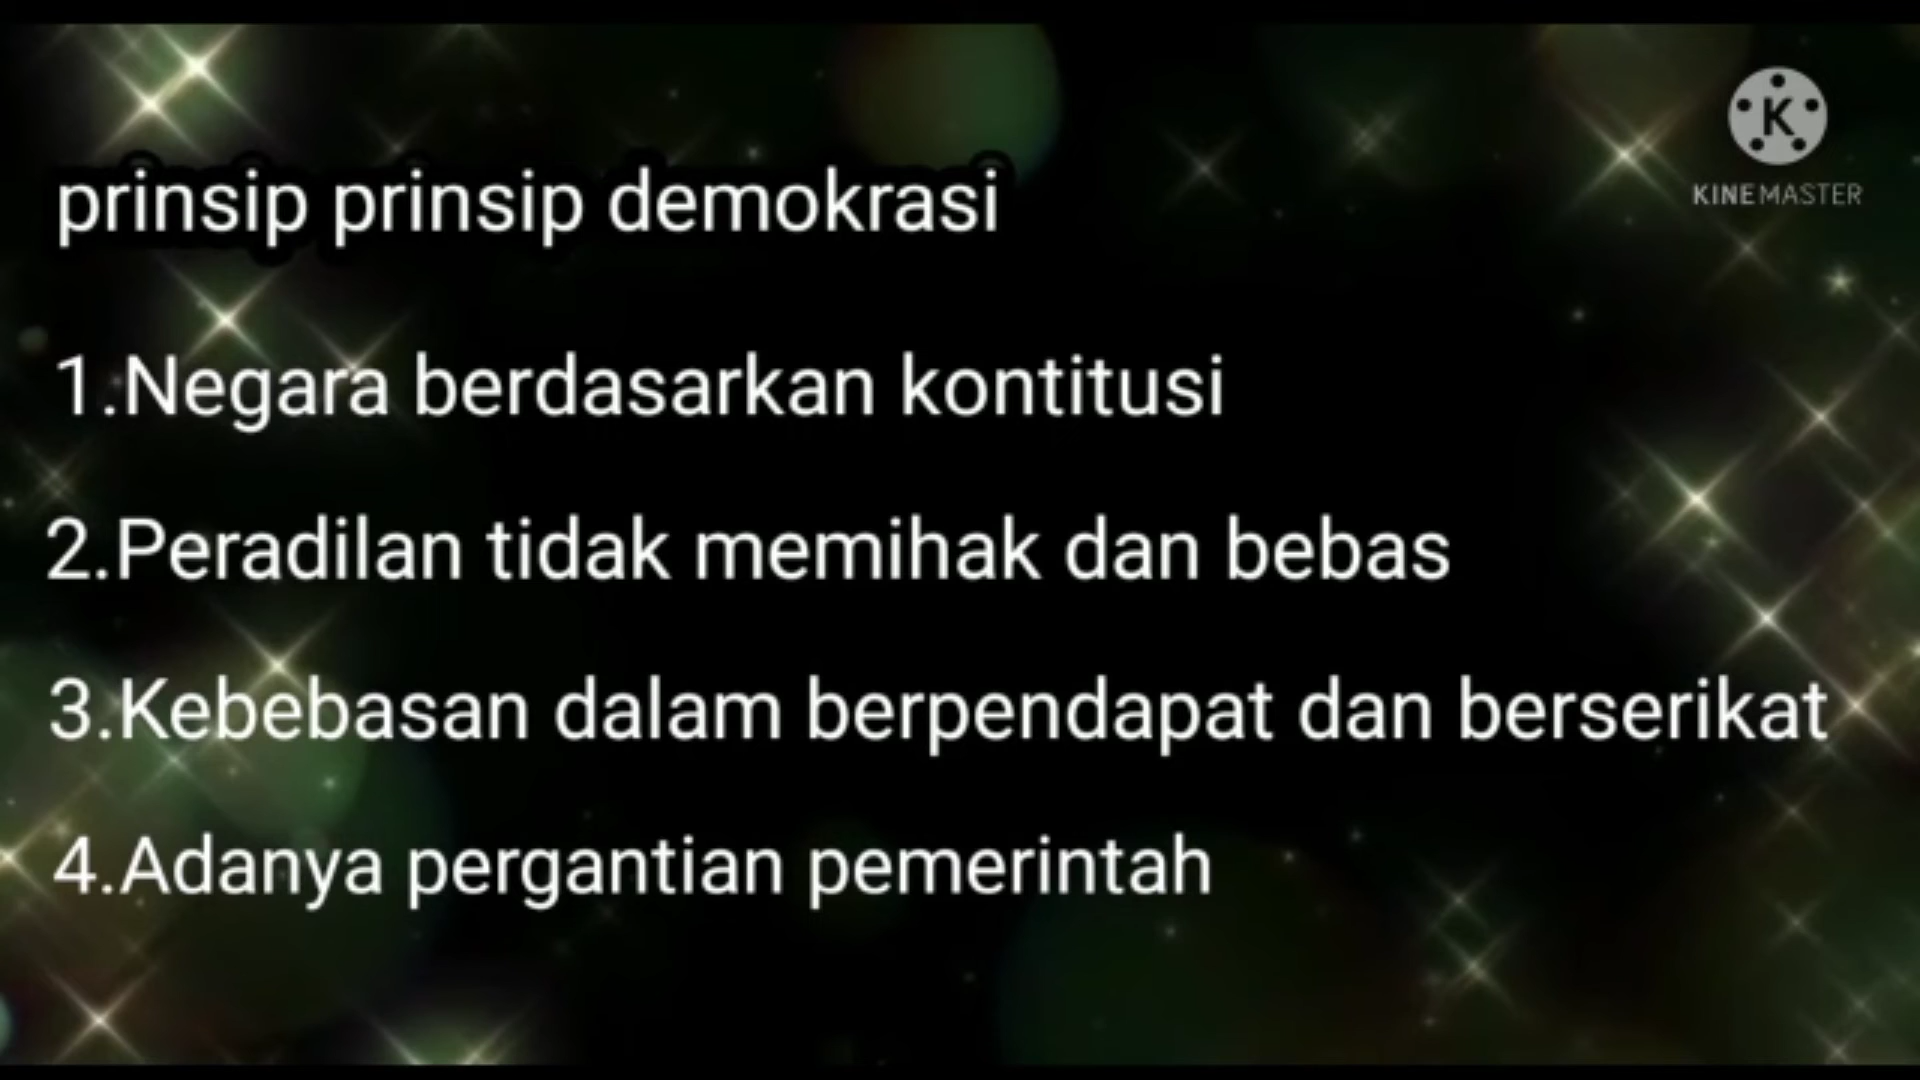 KINEMASTER
prinsip prinsip demokrasi
1.Negara berdasarkan kontitusi
2.Peradilan tidak memihak dan bebas
3.Kebebasan dalam berpendapat dan berserikat
4.Adanya pergantian pemerintah